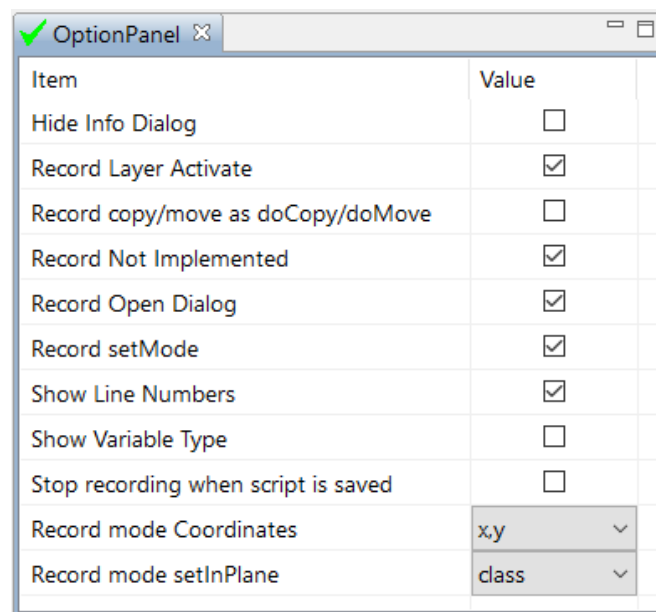 OptionPanel
Item Value
Hide Info Dialog
Record Layer Activate
Record copy/move as doCopy/doMove
Record Not Implemented
Record Open Dialog
Record setMode
Show Line Numbers
Show Variable Type
Stop recording when script is saved
Record mode Coordinates x,y
Record mode setInPlane class